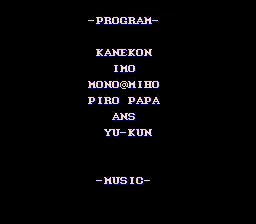 -PROGRAM-
KANEKON
IMO
MONO@MIHO
PIRO PAPA
ANS
YU-KUN
-MUSIC-